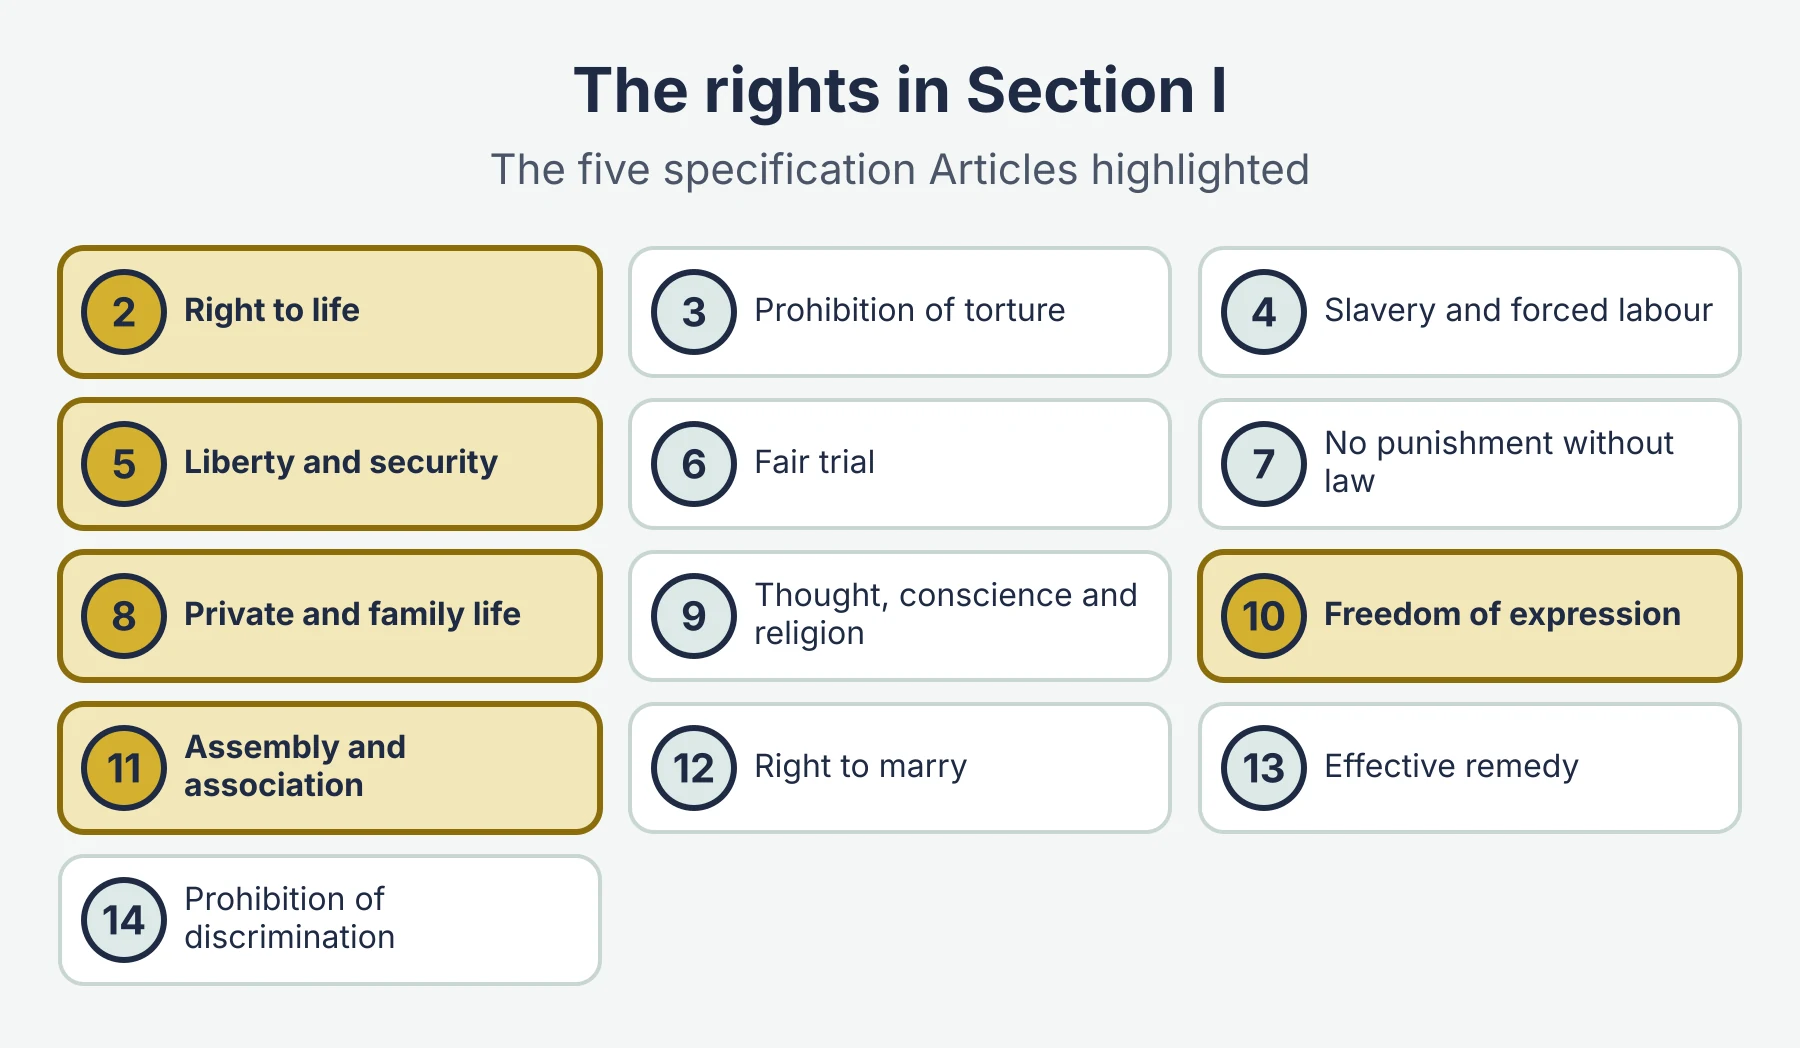 The rights in Section I
The five specification Articles highlighted
2 Right to life
3 Prohibition of torture
4 Slavery and forced labour
5 Liberty and security
6 Fair trial
7 No punishment without
law
8 Private and family life
9 Thought, conscience and
religion
10 Freedom of expression
11 Assembly and
association
12 Right to marry
13 Effective remedy
14 Prohibition of
discrimination